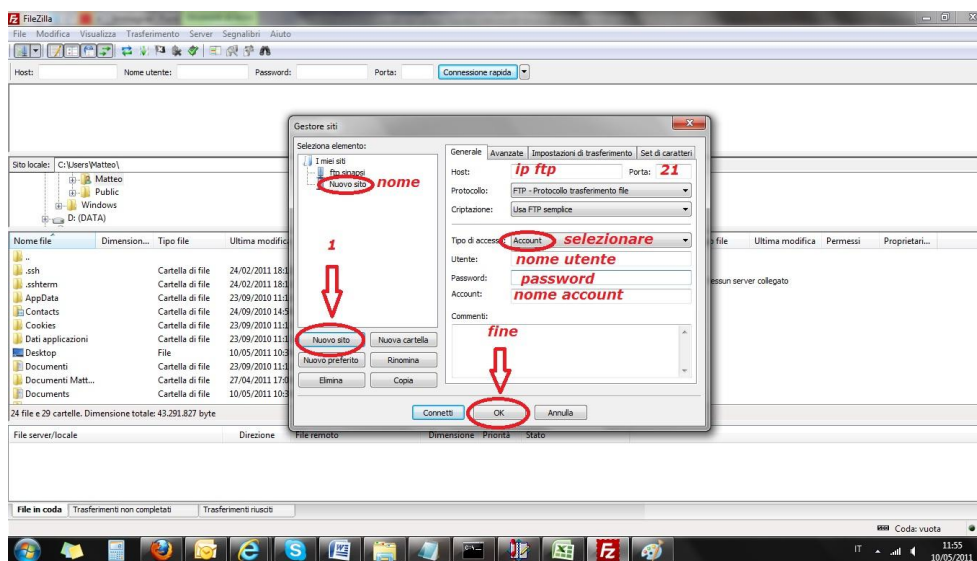 FileZilla
File Modifica Visualizza Trasferimento Server Segnalibri Aiuto
Host: Nome utente: Password: Porta: Connessione rapida
Gestore siti
Seleziona elemento:
I miei siti
ftp sinapsi
Nuovo sito nome
1
Nuovo sito Nuova cartella
Nuovo preferito Rinomina
Elimina Copia
Generale Avanzate Impostazioni di trasferimento Set di caratteri
Host: ip ftp Porta: 21
Protocollo: FTP - Protocollo trasferimento file
Criptazione: Usa FTP semplice
Tipo di accesso: Account selezionare
Utente: nome utente
Password: password
Account: nome account
Commenti:
fine
Connetti OK Annulla
Sito locale: C:\Users\Matteo\
Matteo
Public
Windows
D: (DATA)
Nome file Dimension... Tipo file Ultima modific
..
.ssh Cartella di file 24/02/2011 18:1
.sshterm Cartella di file 24/02/2011 18:1
AppData Cartella di file 23/09/2010 11:1
Contacts Cartella di file 24/09/2010 14:5
Cookies Cartella di file 23/09/2010 11:1
Dati applicazioni Cartella di file 23/09/2010 11:1
Desktop File 10/05/2011 10:3
Documenti Cartella di file 23/09/2010 11:1
Documenti Matt... Cartella di file 27/04/2011 17:0
Documents Cartella di file 10/05/2011 10:3
24 file e 29 cartelle. Dimensione totale: 43.291.827 byte
file Ultima modifica Permessi Proprietari...
essun server collegato
File server/locale Direzione File remoto Dimensione Priorità Stato
File in coda Trasferimenti non completati Trasferimenti riusciti
Coda: vuota
IT 11:55
10/05/2011